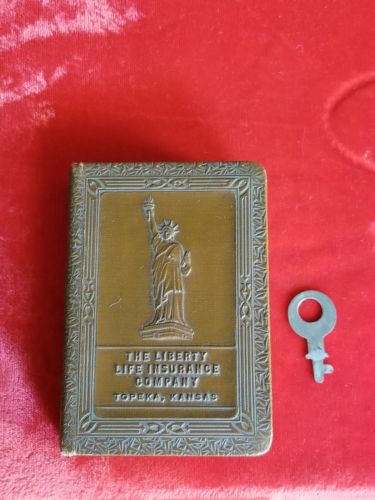 THE LIBERTY
LIFE INSURANCE
COMPANY
TOPEKA, KANSAS